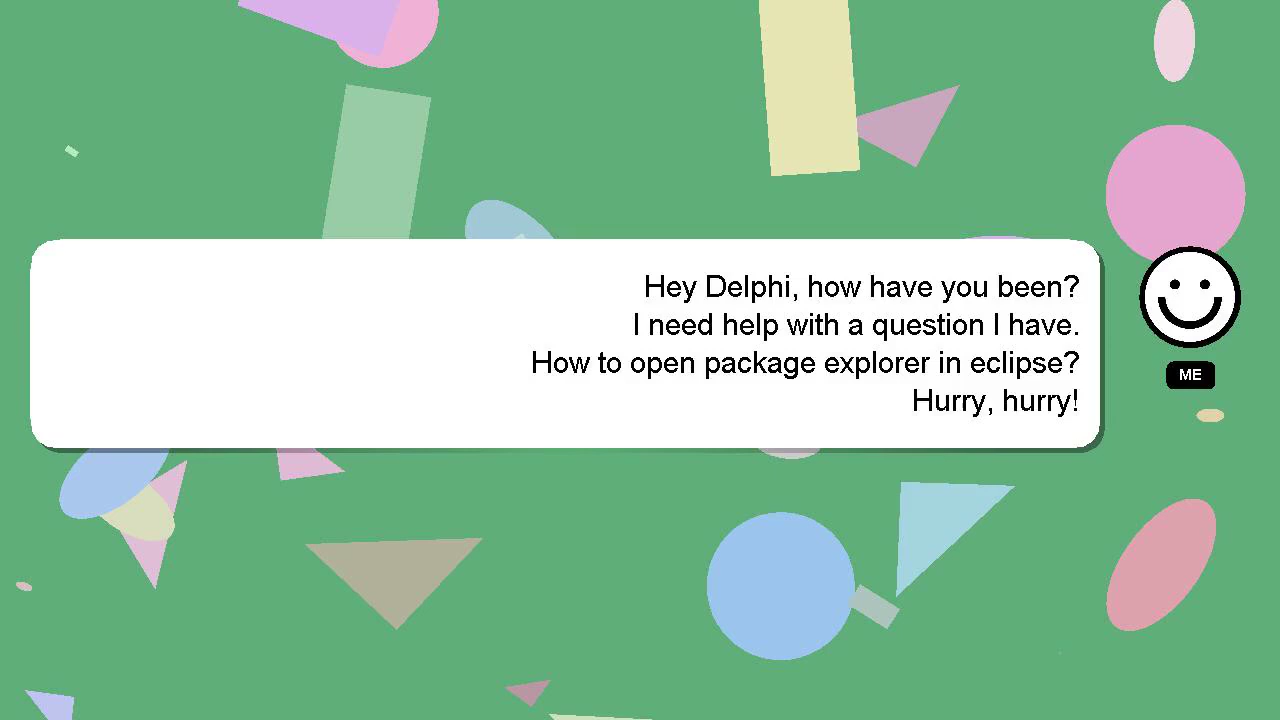 Hey Delphi, how have you been?
I need help with a question I have.
How to open package explorer in eclipse?
Hurry, hurry!
ME